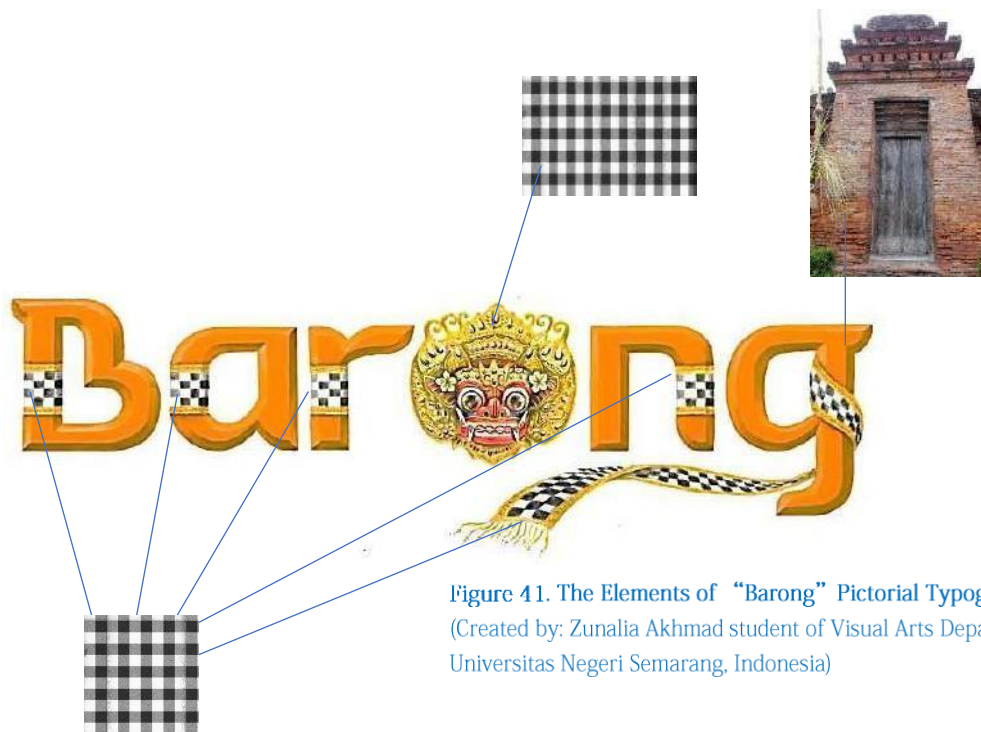 Barong
Figure 41. The Elements of “Barong” Pictorial Typog
(Created by: Zunalia Akhmad student of Visual Arts Depa
Universitas Negeri Semarang, Indonesia)